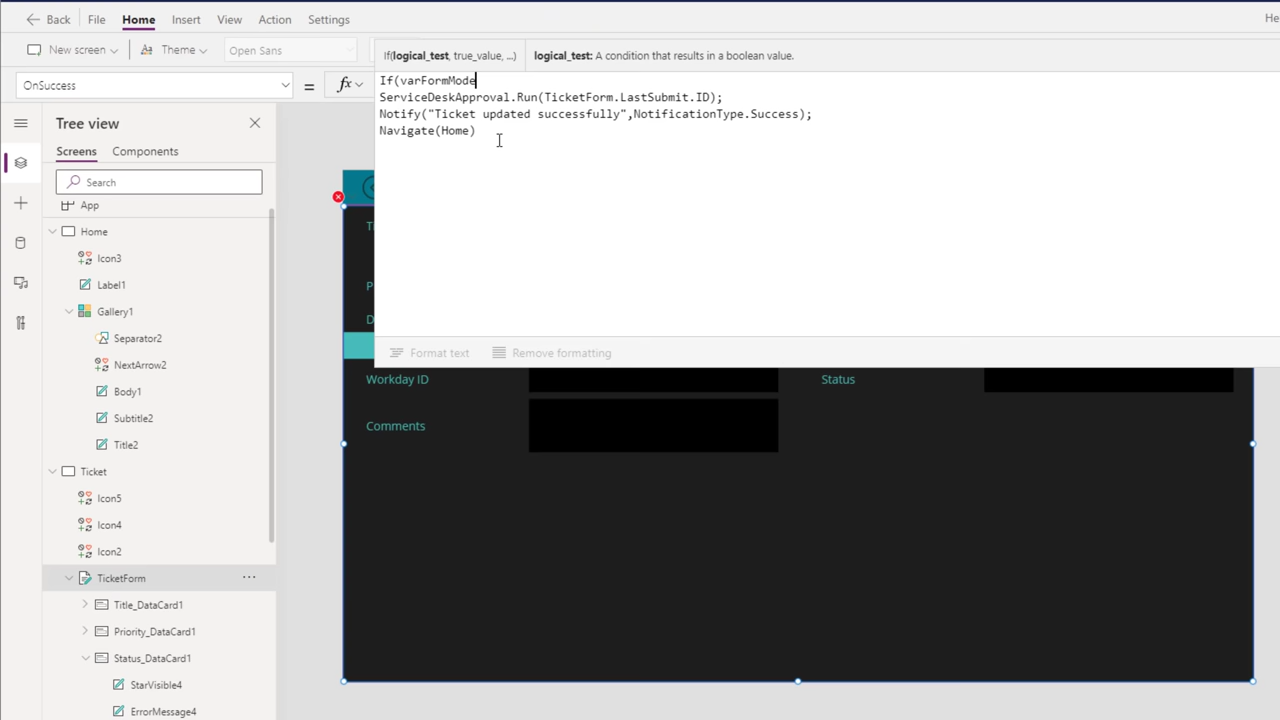 Back File Home Insert View Action Settings He
New screen Theme Open Sans
If(logical_test, true_value, ...) logical_test: A condition that results in a boolean value.
OnSuccess = fx
If(varFormMode
ServiceDeskApproval.Run(TicketForm.LastSubmit.ID);
Notify("Ticket updated successfully",NotificationType.Success);
Navigate(Home)
Format text Remove formatting
Tree view
Screens Components
Search
App
Home
Icon3
Label1
Gallery1
Separator2
NextArrow2
Body1
Subtitle2
Title2
Ticket
Icon5
Icon4
Icon2
TicketForm ...
Title_DataCard1
Priority_DataCard1
Status_DataCard1
StarVisible4
ErrorMessage4
Ti
P
D
Workday ID Status
Comments